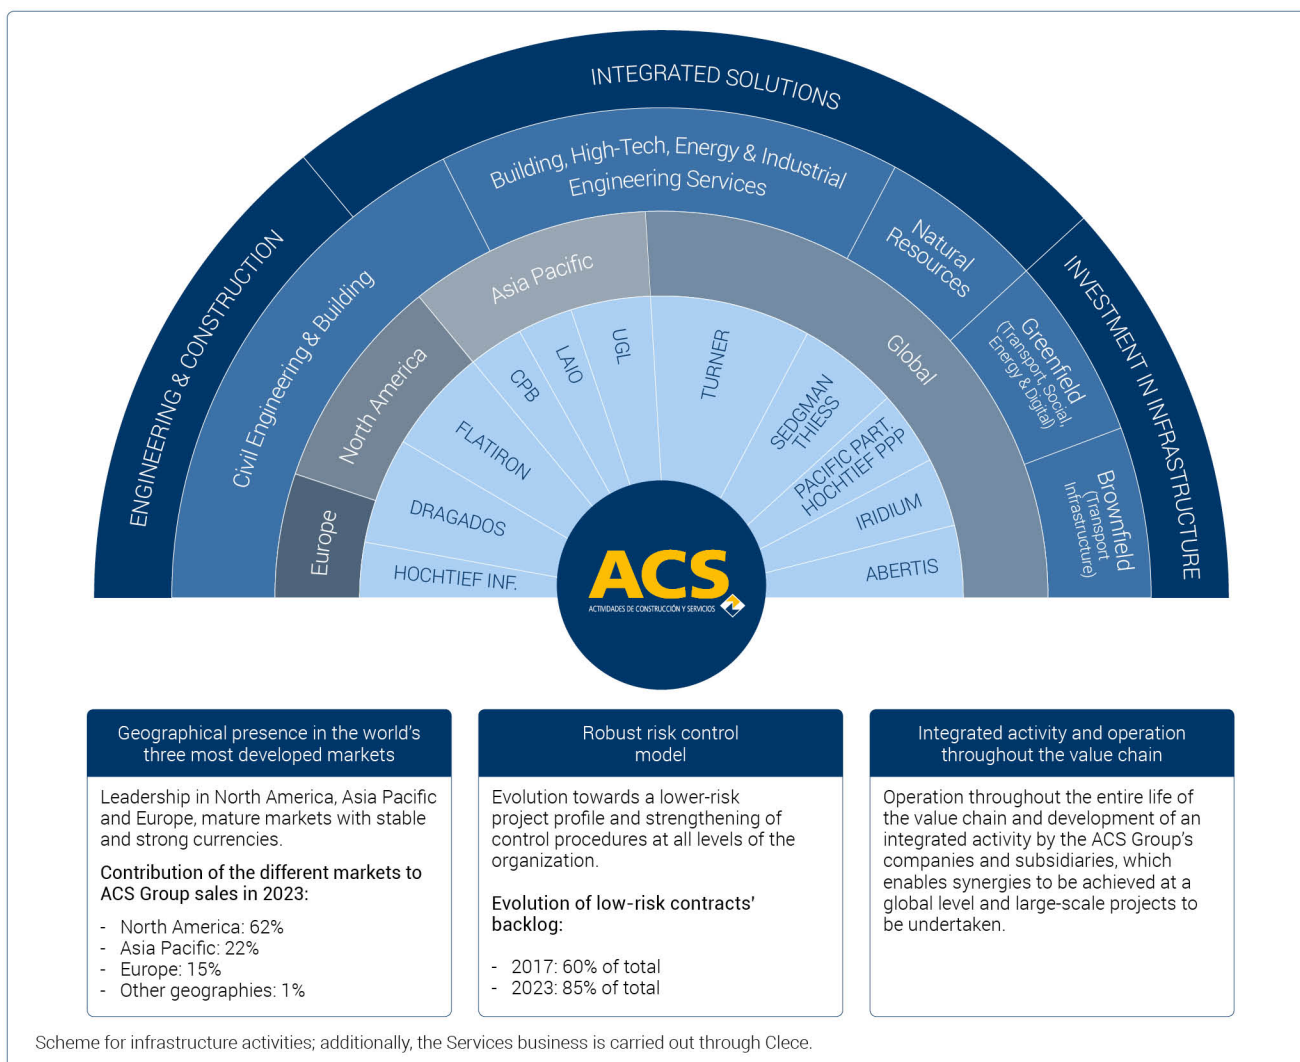 INTEGRATED SOLUTIONS
ENGINEERING & CONSTRUCTION
INVESTMENT IN INFRASTRUCTURE
Civil Engineering & Building
Building, High-Tech, Energy & Industrial
Engineering Services
Natural
Resources
Greenfield
(Transport, Social,
Energy & Digital)
Brownfield
(Transport
Infrastructure)
Europe
North America
Asia Pacific
Global
HOCHTIEF INF.
DRAGADOS
FLATIRON
CPB
LAIO
UGL
TURNER
SEDGMAN
THIESS
PACIFIC PART.
HOCHTIEF PPP
IRIDIUM
ABERTIS
ACS
ACTIVIDADES DE CONSTRUCCIÓN Y SERVICIOS
Geographical presence in the world's
three most developed markets
Leadership in North America, Asia Pacific
and Europe, mature markets with stable
and strong currencies.
Contribution of the different markets to
ACS Group sales in 2023:
- North America: 62%
- Asia Pacific: 22%
- Europe: 15%
- Other geographies: 1%
Robust risk control
model
Evolution towards a lower-risk
project profile and strengthening of
control procedures at all levels of the
organization.
Evolution of low-risk contracts'
backlog:
- 2017: 60% of total
- 2023: 85% of total
Integrated activity and operation
throughout the value chain
Operation throughout the entire life of
the value chain and development of an
integrated activity by the ACS Group's
companies and subsidiaries, which
enables synergies to be achieved at a
global level and large-scale projects to
be undertaken.
Scheme for infrastructure activities; additionally, the Services business is carried out through Clece.